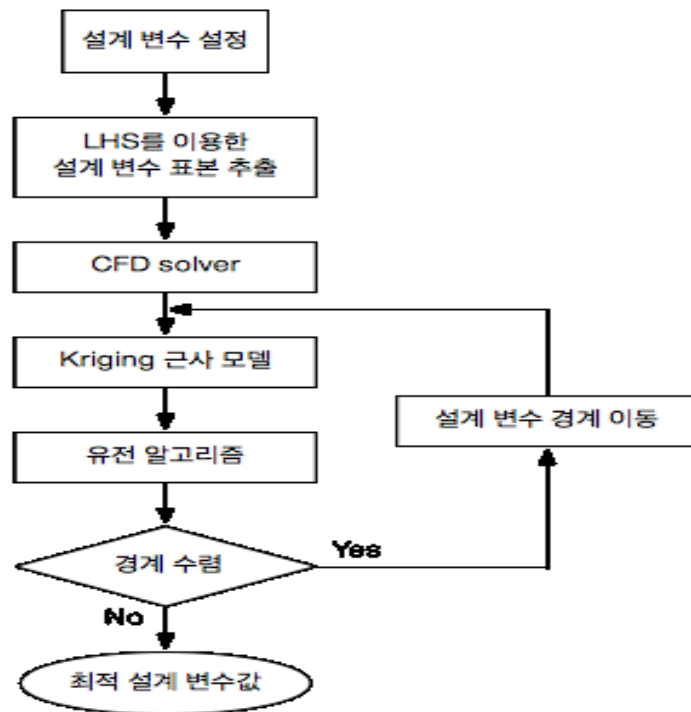 설계 변수 설정
LHS를 이용한
설계 변수 표본 추출
CFD solver
Kriging 근사 모델
설계 변수 경계 이동
유전 알고리즘
경계 수렴
Yes
No
최적 설계 변수값